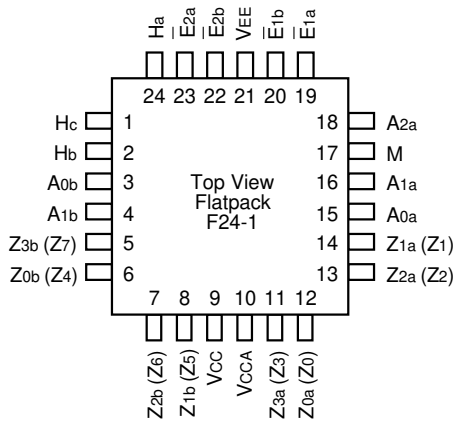 Ha
E2a
E2b
VEE
E1b
E1a
24 23 22 21 20 19
Hc 1
Hb 2
A0b 3
A1b 4
Z3b (Z7) 5
Z0b (Z4) 6
Top View
Flatpack
F24-1
18 A2a
17 M
16 A1a
15 A0a
14 Z1a (Z1)
13 Z2a (Z2)
7 8 9 10 11 12
Z2b (Z6)
Z1b (Z5)
VCC
VCCA
Z3a (Z3)
Z0a (Z0)